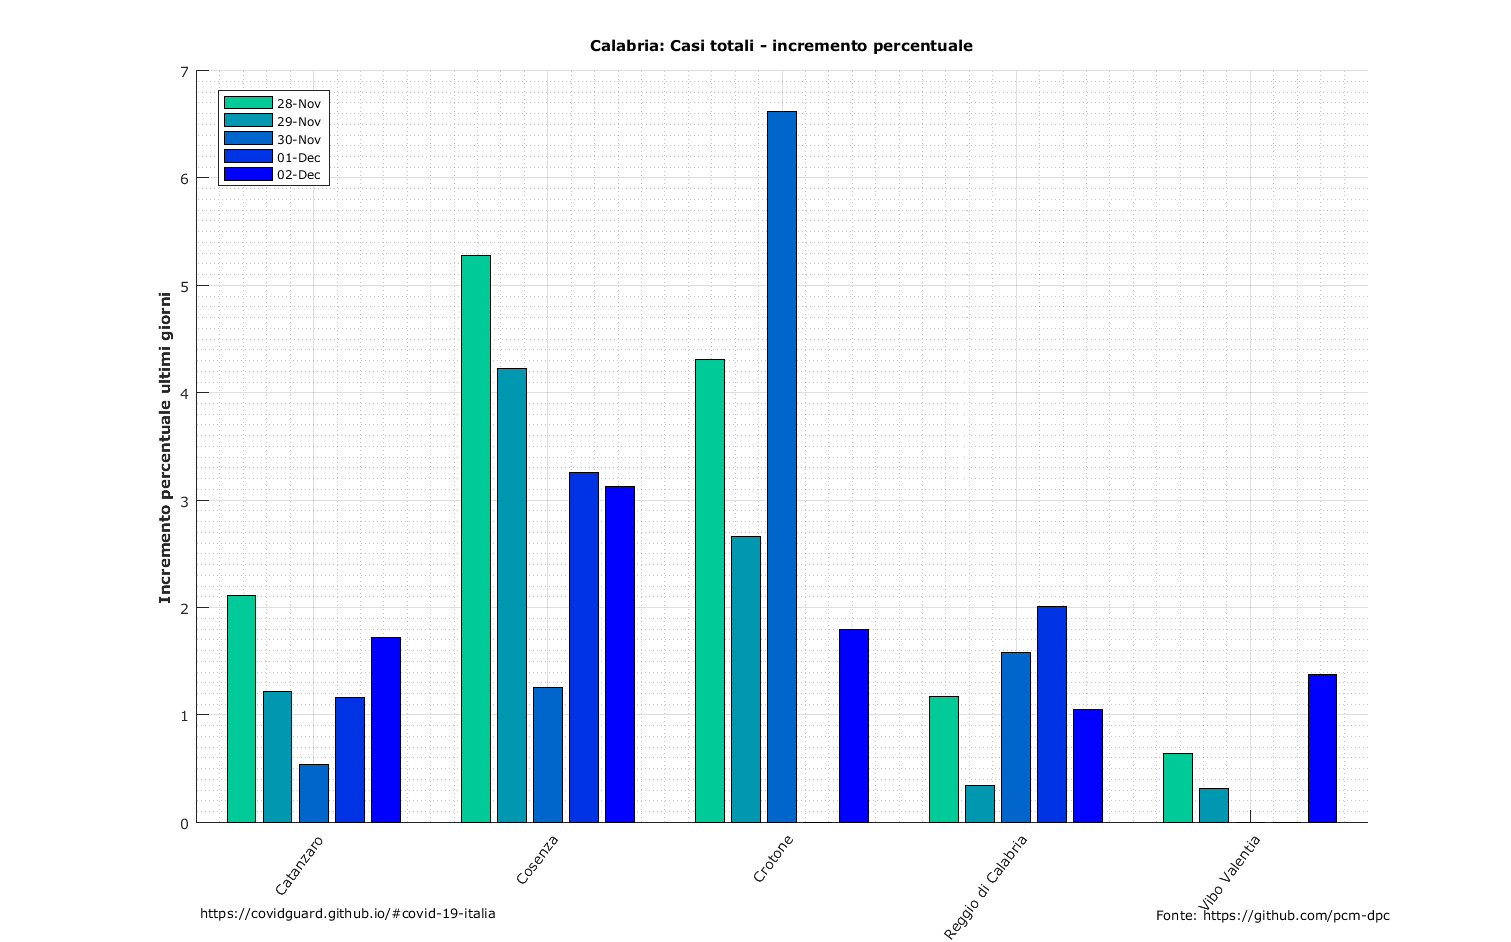 Calabria: Casi totali - incremento percentuale
Incremento percentuale ultimi giorni
7
6
5
4
3
2
1
0
28-Nov
29-Nov
30-Nov
01-Dec
02-Dec
Catanzaro
Cosenza
Crotone
Reggio di Calabria
Vibo Valentia
https://covidguard.github.io/#covid-19-italia
Fonte: https://github.com/pcm-dpc